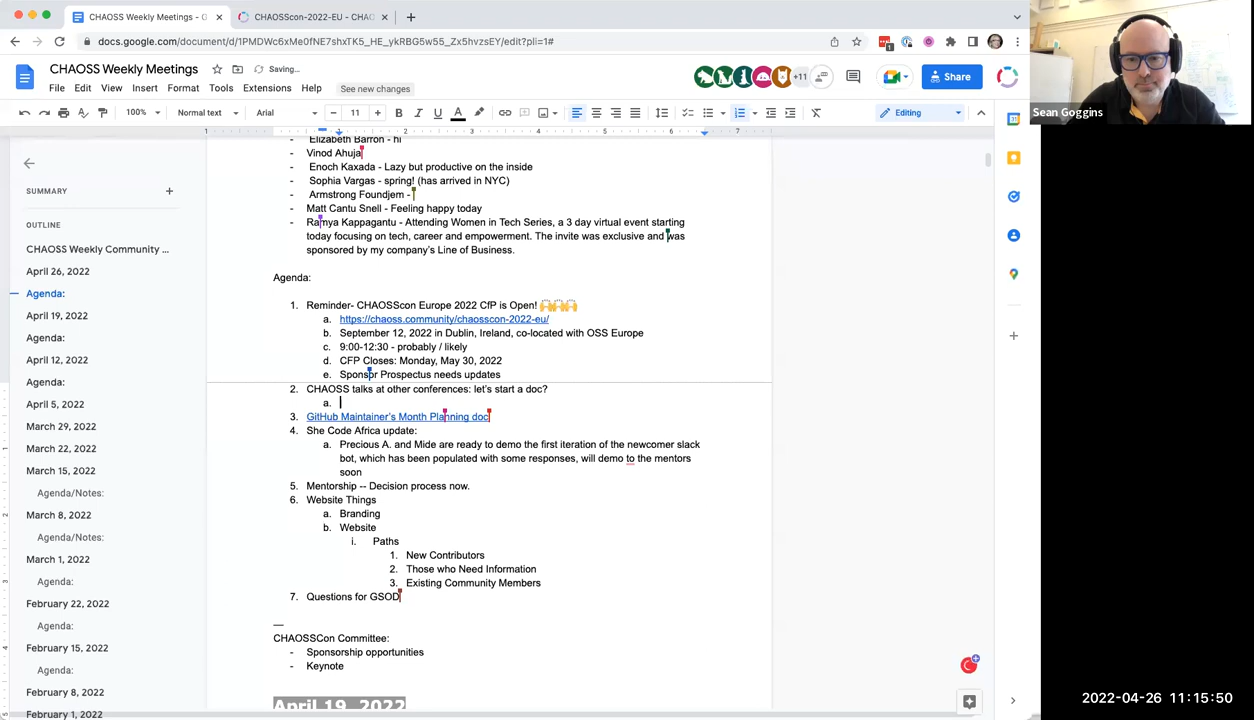 CHAOSS Weekly Meetings - G
CHAOSScon-2022-EU - CHAO
docs.google.com/document/d/1PMDWc6xMe0fNE7shxTK5_HE_ykRBG5w55_Zx5hvzsEY/edit?pli=1#
CHAOSS Weekly Meetings
Saving...
File Edit View Insert Format Tools Extensions Help
See new changes
+11
Share
100%
Normal text
Arial
11
Editing
Sean Goggins
1 1 2 3 4 5 6 7
SUMMARY
OUTLINE
CHAOSS Weekly Community ...
April 26, 2022
Agenda:
April 19, 2022
Agenda:
April 12, 2022
Agenda:
April 5, 2022
March 29, 2022
March 22, 2022
March 15, 2022
Agenda/Notes:
March 8, 2022
Agenda/Notes:
March 1, 2022
Agenda:
February 22, 2022
Agenda:
February 15, 2022
Agenda:
February 8, 2022
February 1, 2022
- Elizabeth Barron - hi
- Vinod Ahuja
- Enoch Kaxada - Lazy but productive on the inside
- Sophia Vargas - spring! (has arrived in NYC)
- Armstrong Foundjem -
- Matt Cantu Snell - Feeling happy today
- Ramya Kappagantu - Attending Women in Tech Series, a 3 day virtual event starting
today focusing on tech, career and empowerment. The invite was exclusive and was
sponsored by my company's Line of Business.
Agenda:
1. Reminder- CHAOSScon Europe 2022 CfP is Open! 🙌🙌🙌
a. https://chaoss.community/chaosscon-2022-eu/
b. September 12, 2022 in Dublin, Ireland, co-located with OSS Europe
c. 9:00-12:30 - probably / likely
d. CFP Closes: Monday, May 30, 2022
e. Sponsor Prospectus needs updates
2. CHAOSS talks at other conferences: let's start a doc?
a.
3. GitHub Maintainer's Month Planning doc
4. She Code Africa update:
a. Precious A. and Mide are ready to demo the first iteration of the newcomer slack
bot, which has been populated with some responses, will demo to the mentors
soon
5. Mentorship -- Decision process now.
6. Website Things
a. Branding
b. Website
i. Paths
1. New Contributors
2. Those who Need Information
3. Existing Community Members
7. Questions for GSOD
—
CHAOSSCon Committee:
- Sponsorship opportunities
- Keynote
April 19, 2022
2022-04-26 11:15:50